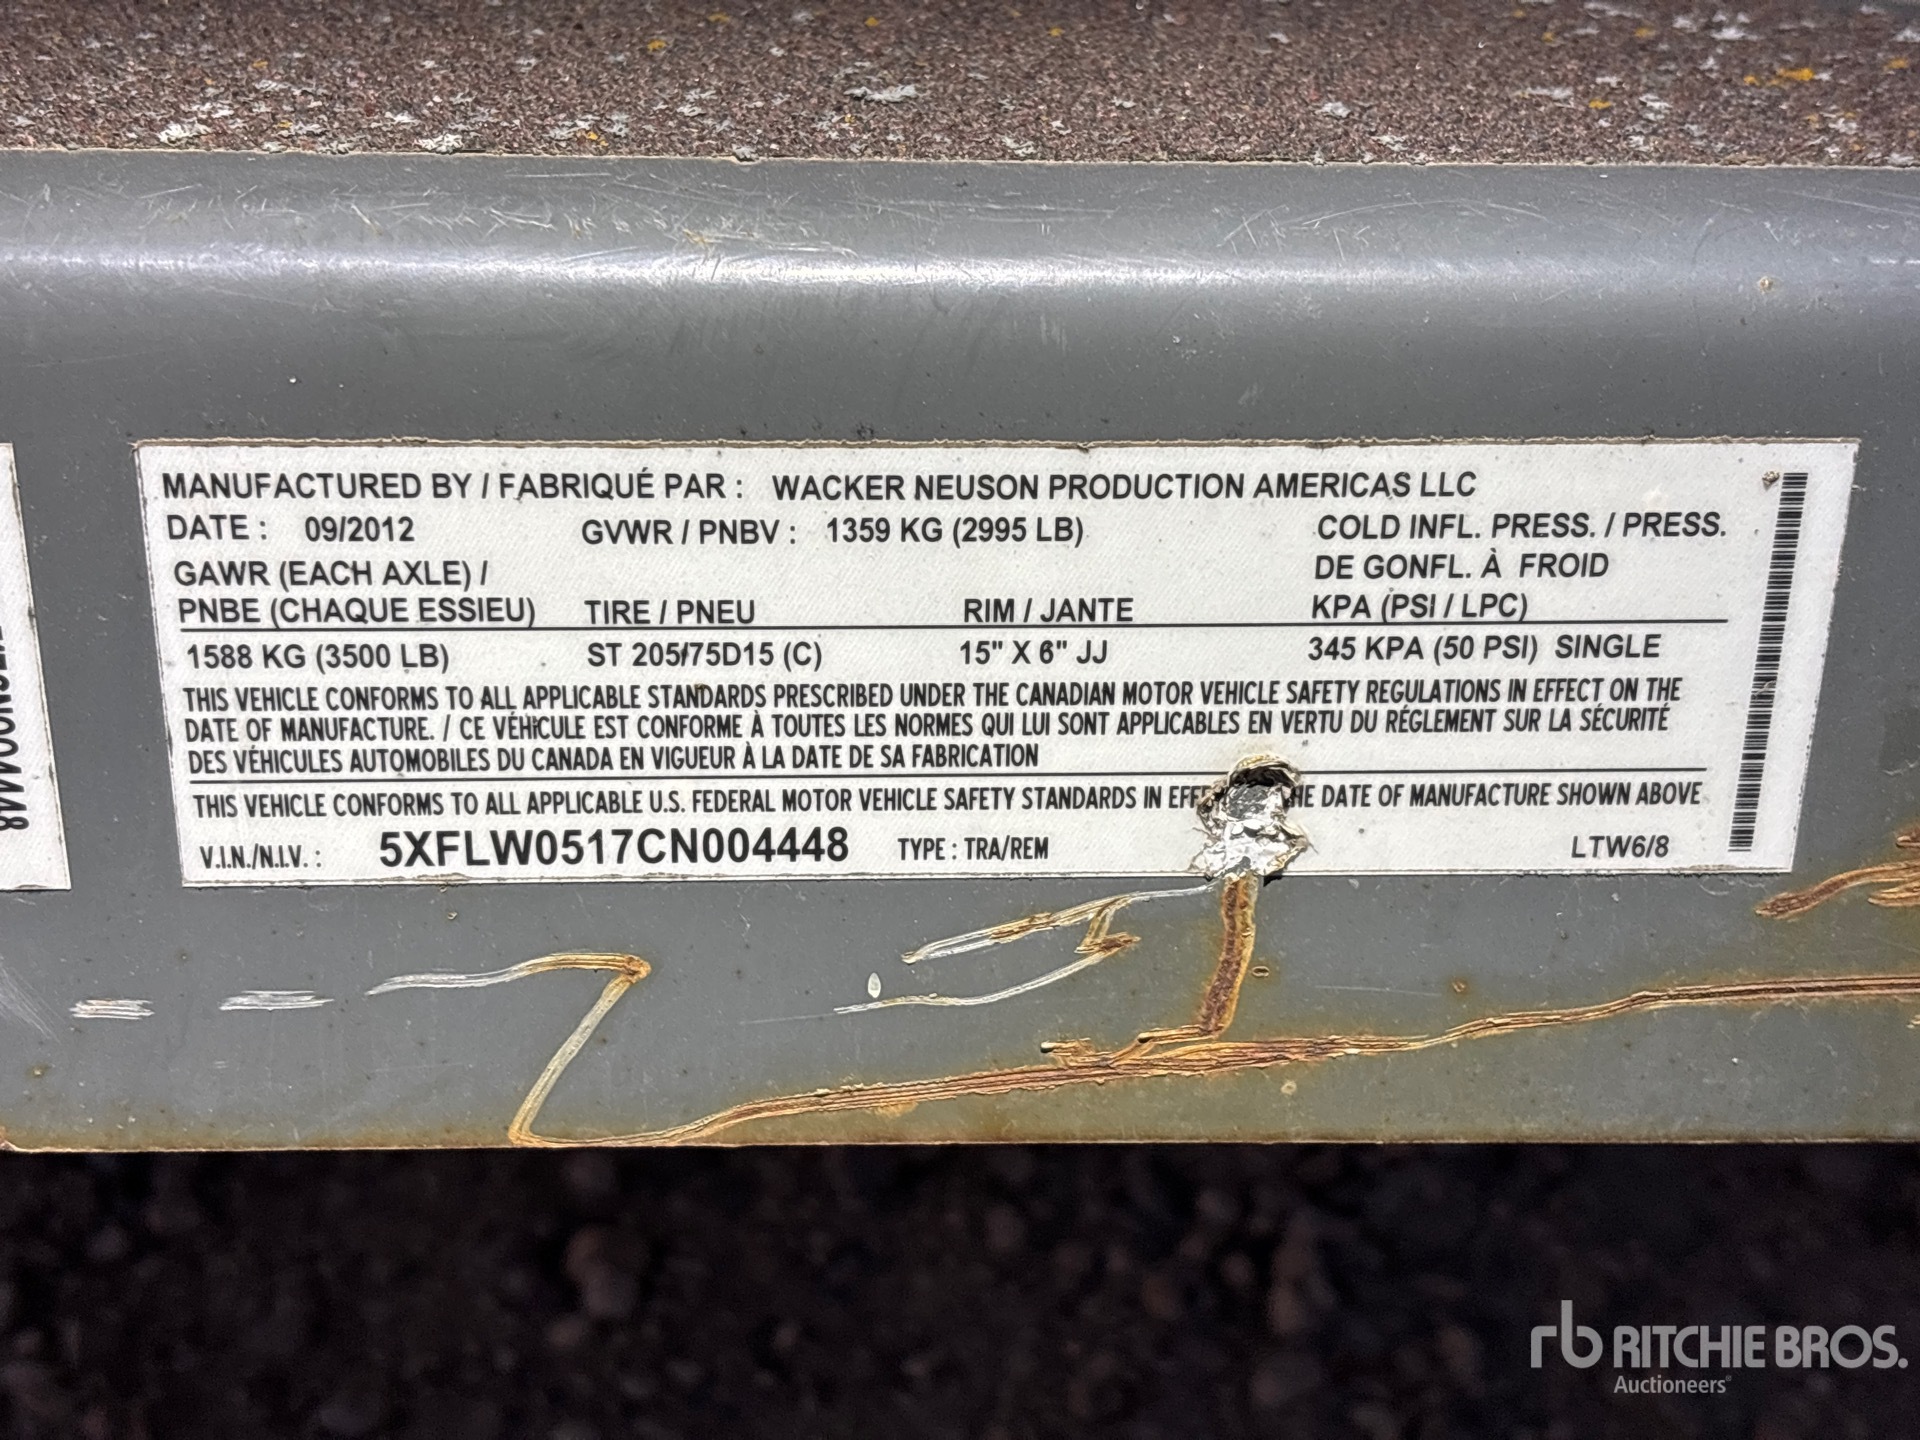 MANUFACTURED BY / FABRIQUÉ PAR : WACKER NEUSON PRODUCTION AMERICAS LLC
DATE : 09/2012 GVWR / PNBV : 1359 KG (2995 LB) COLD INFL. PRESS. / PRESS.
GAWR (EACH AXLE) / DE GONFL. À FROID
PNBE (CHAQUE ESSIEU) TIRE / PNEU RIM / JANTE KPA (PSI / LPC)
1588 KG (3500 LB) ST 205/75D15 (C) 15" X 6" JJ 345 KPA (50 PSI) SINGLE
THIS VEHICLE CONFORMS TO ALL APPLICABLE STANDARDS PRESCRIBED UNDER THE CANADIAN MOTOR VEHICLE SAFETY REGULATIONS IN EFFECT ON THE
DATE OF MANUFACTURE. / CE VÉHICULE EST CONFORME À TOUTES LES NORMES QUI LUI SONT APPLICABLES EN VERTU DU RÉGLEMENT SUR LA SÉCURITÉ
DES VÉHICULES AUTOMOBILES DU CANADA EN VIGUEUR À LA DATE DE SA FABRICATION
THIS VEHICLE CONFORMS TO ALL APPLICABLE U.S. FEDERAL MOTOR VEHICLE SAFETY STANDARDS IN DATE OF MANUFACTURE SHOWN ABOVE
V.I.N./N.I.V. : 5XFLW0517CN004448 TYPE : TRA/REM LTW6/8
rb RITCHIE BROS.
Auctioneers